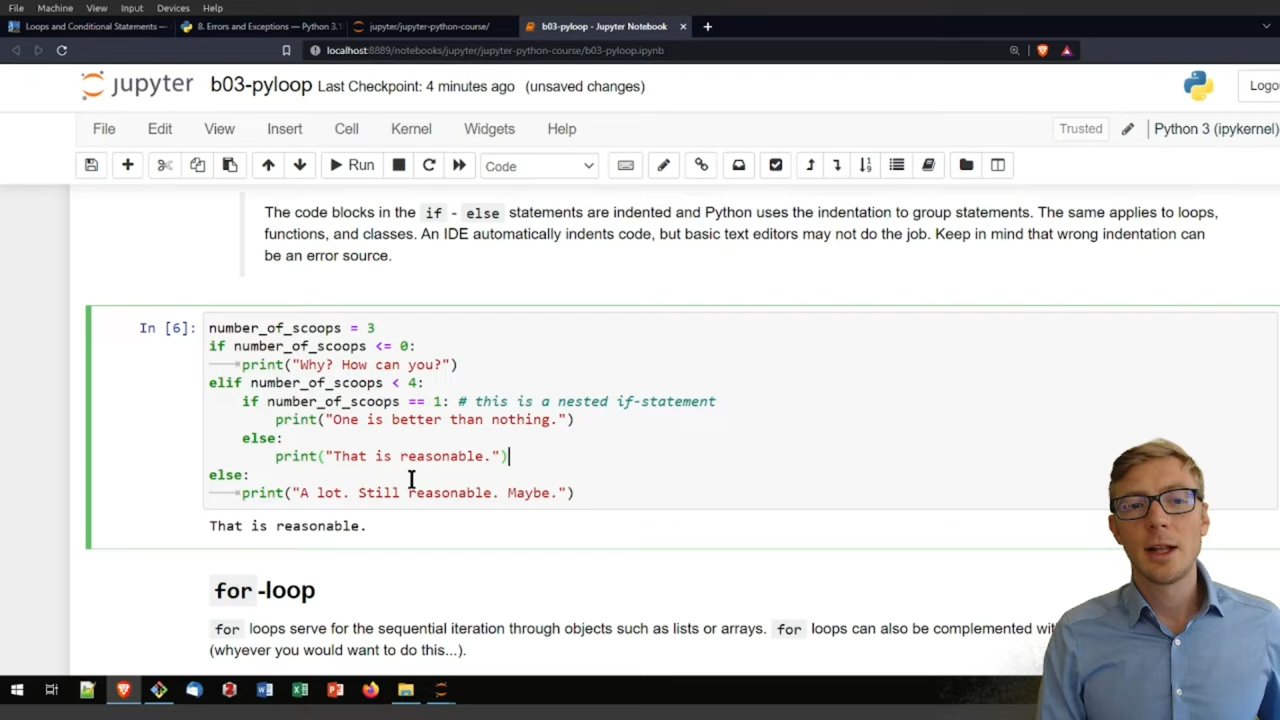 File Machine View Input Devices Help
Loops and Conditional Statements — 8. Errors and Exceptions — Python 3.1 jupyter/jupyter-python-course/ b03-pyloop - Jupyter Notebook
localhost:8889/notebooks/jupyter/jupyter-python-course/b03-pyloop.ipynb
jupyter b03-pyloop Last Checkpoint: 4 minutes ago (unsaved changes) Logo
File Edit View Insert Cell Kernel Widgets Help Trusted Python 3 (ipykernel)
Run Code
The code blocks in the if - else statements are indented and Python uses the indentation to group statements. The same applies to loops,
functions, and classes. An IDE automatically indents code, but basic text editors may not do the job. Keep in mind that wrong indentation can
be an error source.
In [6]: number_of_scoops = 3
if number_of_scoops <= 0:
print("Why? How can you?")
elif number_of_scoops < 4:
if number_of_scoops == 1: # this is a nested if-statement
print("One is better than nothing.")
else:
print("That is reasonable.")
else:
print("A lot. Still reasonable. Maybe.")
That is reasonable.
for -loop
for loops serve for the sequential iteration through objects such as lists or arrays. for loops can also be complemented with
(whyever you would want to do this...).